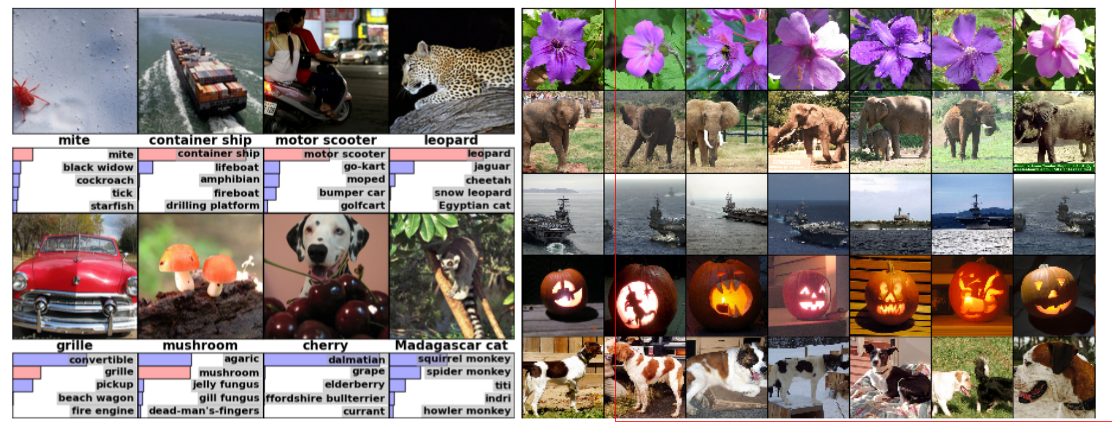 mite
container ship
motor scooter
leopard
mite
black widow
cockroach
tick
starfish
container ship
lifeboat
amphibian
fireboat
drilling platform
motor scooter
go-kart
moped
bumper car
golfcart
leopard
jaguar
cheetah
snow leopard
Egyptian cat
grille
mushroom
cherry
Madagascar cat
convertible
grille
pickup
beach wagon
fire engine
agaric
mushroom
jelly fungus
gill fungus
dead-man's-fingers
dalmatian
grape
elderberry
ffordshire bullterrier
currant
squirrel monkey
spider monkey
titi
indri
howler monkey